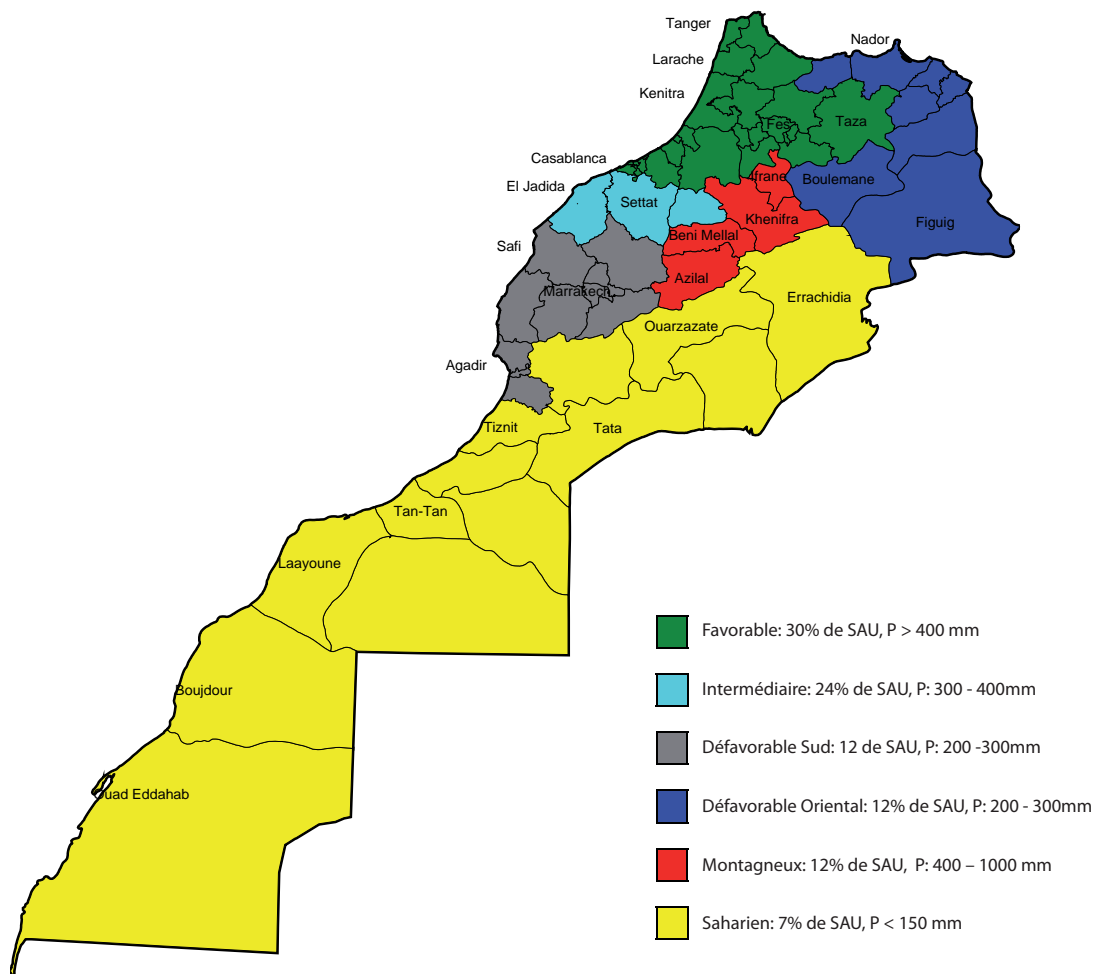 Tanger
Nador
Larache
Kenitra
Fes
Taza
Casablanca
El Jadida
Ifrane
Boulemane
Settat
Khenifra
Figuig
Safi
Beni Mellal
Azilal
Marrakech
Errachidia
Ouarzazate
Agadir
Tiznit
Tata
Tan-Tan
Laayoune
Boujdour
Ouad Eddahab
Favorable: 30% de SAU, P > 400 mm
Intermédiaire: 24% de SAU, P: 300 - 400mm
Défavorable Sud: 12 de SAU, P: 200 -300mm
Défavorable Oriental: 12% de SAU, P: 200 - 300mm
Montagneux: 12% de SAU, P: 400 – 1000 mm
Saharien: 7% de SAU, P < 150 mm